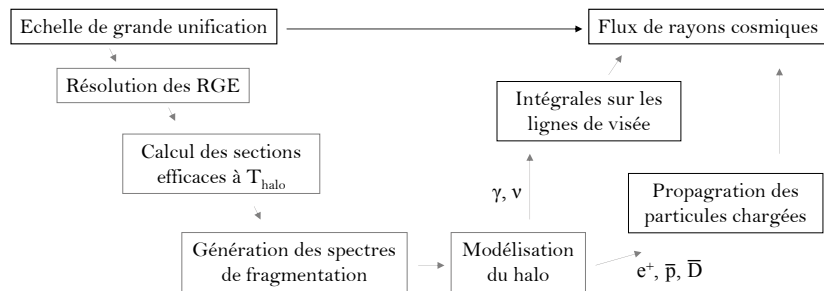 Echelle de grande unification
Flux de rayons cosmiques
Résolution des RGE
Intégrales sur les
lignes de visée
Calcul des sections
efficaces à T_halo
γ, ν
Propagration des
particules chargées
Génération des spectres
de fragmentation
Modélisation
du halo
e⁺, p̅, D̅